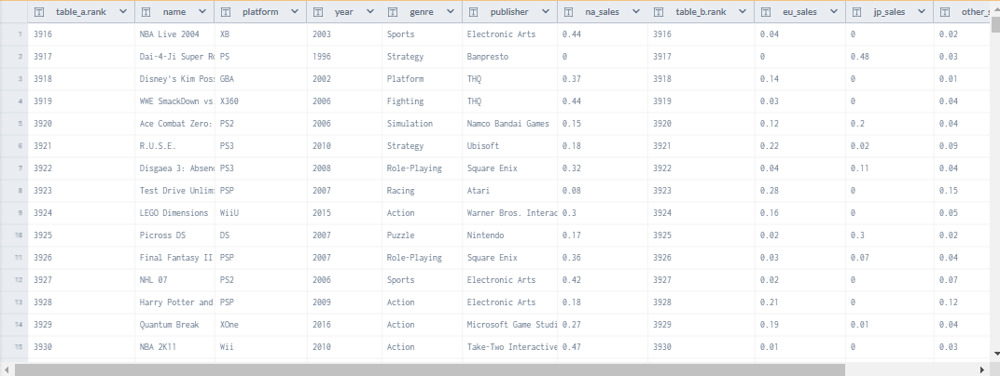 table_a.rank name platform year genre publisher na_sales table_b.rank eu_sales jp_sales other_s
1 3916 NBA Live 2004 XB 2003 Sports Electronic Arts 0.44 3916 0.04 0 0.02
2 3917 Dai-4-Ji Super Ro PS 1996 Strategy Banpresto 0 3917 0 0.48 0.03
3 3918 Disney's Kim Poss GBA 2002 Platform THQ 0.37 3918 0.14 0 0.01
4 3919 WWE SmackDown vs. X360 2006 Fighting THQ 0.44 3919 0.03 0 0.04
5 3920 Ace Combat Zero: PS2 2006 Simulation Namco Bandai Games 0.15 3920 0.12 0.2 0.04
6 3921 R.U.S.E. PS3 2010 Strategy Ubisoft 0.18 3921 0.22 0.02 0.09
7 3922 Disgaea 3: Absenc PS3 2008 Role-Playing Square Enix 0.32 3922 0.04 0.11 0.04
8 3923 Test Drive Unlim PSP 2007 Racing Atari 0.08 3923 0.28 0 0.15
9 3924 LEGO Dimensions WiiU 2015 Action Warner Bros. Interac 0.3 3924 0.16 0 0.05
10 3925 Picross DS DS 2007 Puzzle Nintendo 0.17 3925 0.02 0.3 0.02
11 3926 Final Fantasy II PSP 2007 Role-Playing Square Enix 0.36 3926 0.03 0.07 0.04
12 3927 NHL 07 PS2 2006 Sports Electronic Arts 0.42 3927 0.02 0 0.07
13 3928 Harry Potter and PSP 2009 Action Electronic Arts 0.18 3928 0.21 0 0.12
14 3929 Quantum Break XOne 2016 Action Microsoft Game Studi 0.27 3929 0.19 0.01 0.04
15 3930 NBA 2K11 Wii 2010 Action Take-Two Interactive 0.47 3930 0.01 0 0.03